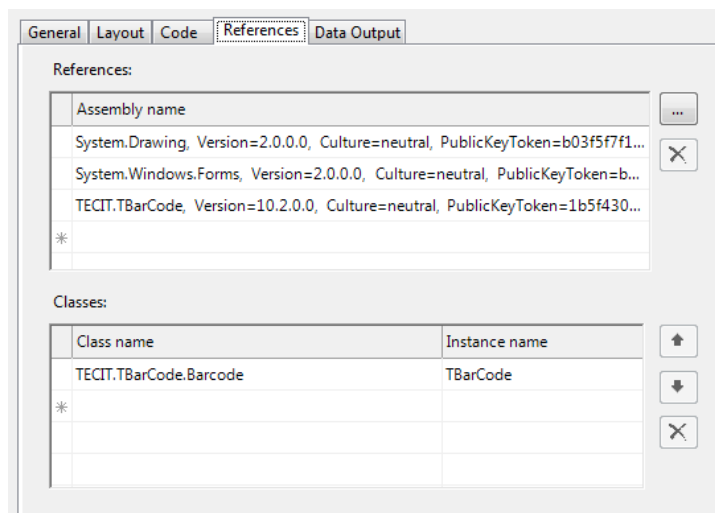 General Layout Code References Data Output
References:
Assembly name
...
System.Drawing, Version=2.0.0.0, Culture=neutral, PublicKeyToken=b03f5f7f1...
System.Windows.Forms, Version=2.0.0.0, Culture=neutral, PublicKeyToken=b...
TECIT.TBarCode, Version=10.2.0.0, Culture=neutral, PublicKeyToken=1b5f430...
Classes:
Class name Instance name
TECIT.TBarCode.Barcode TBarCode